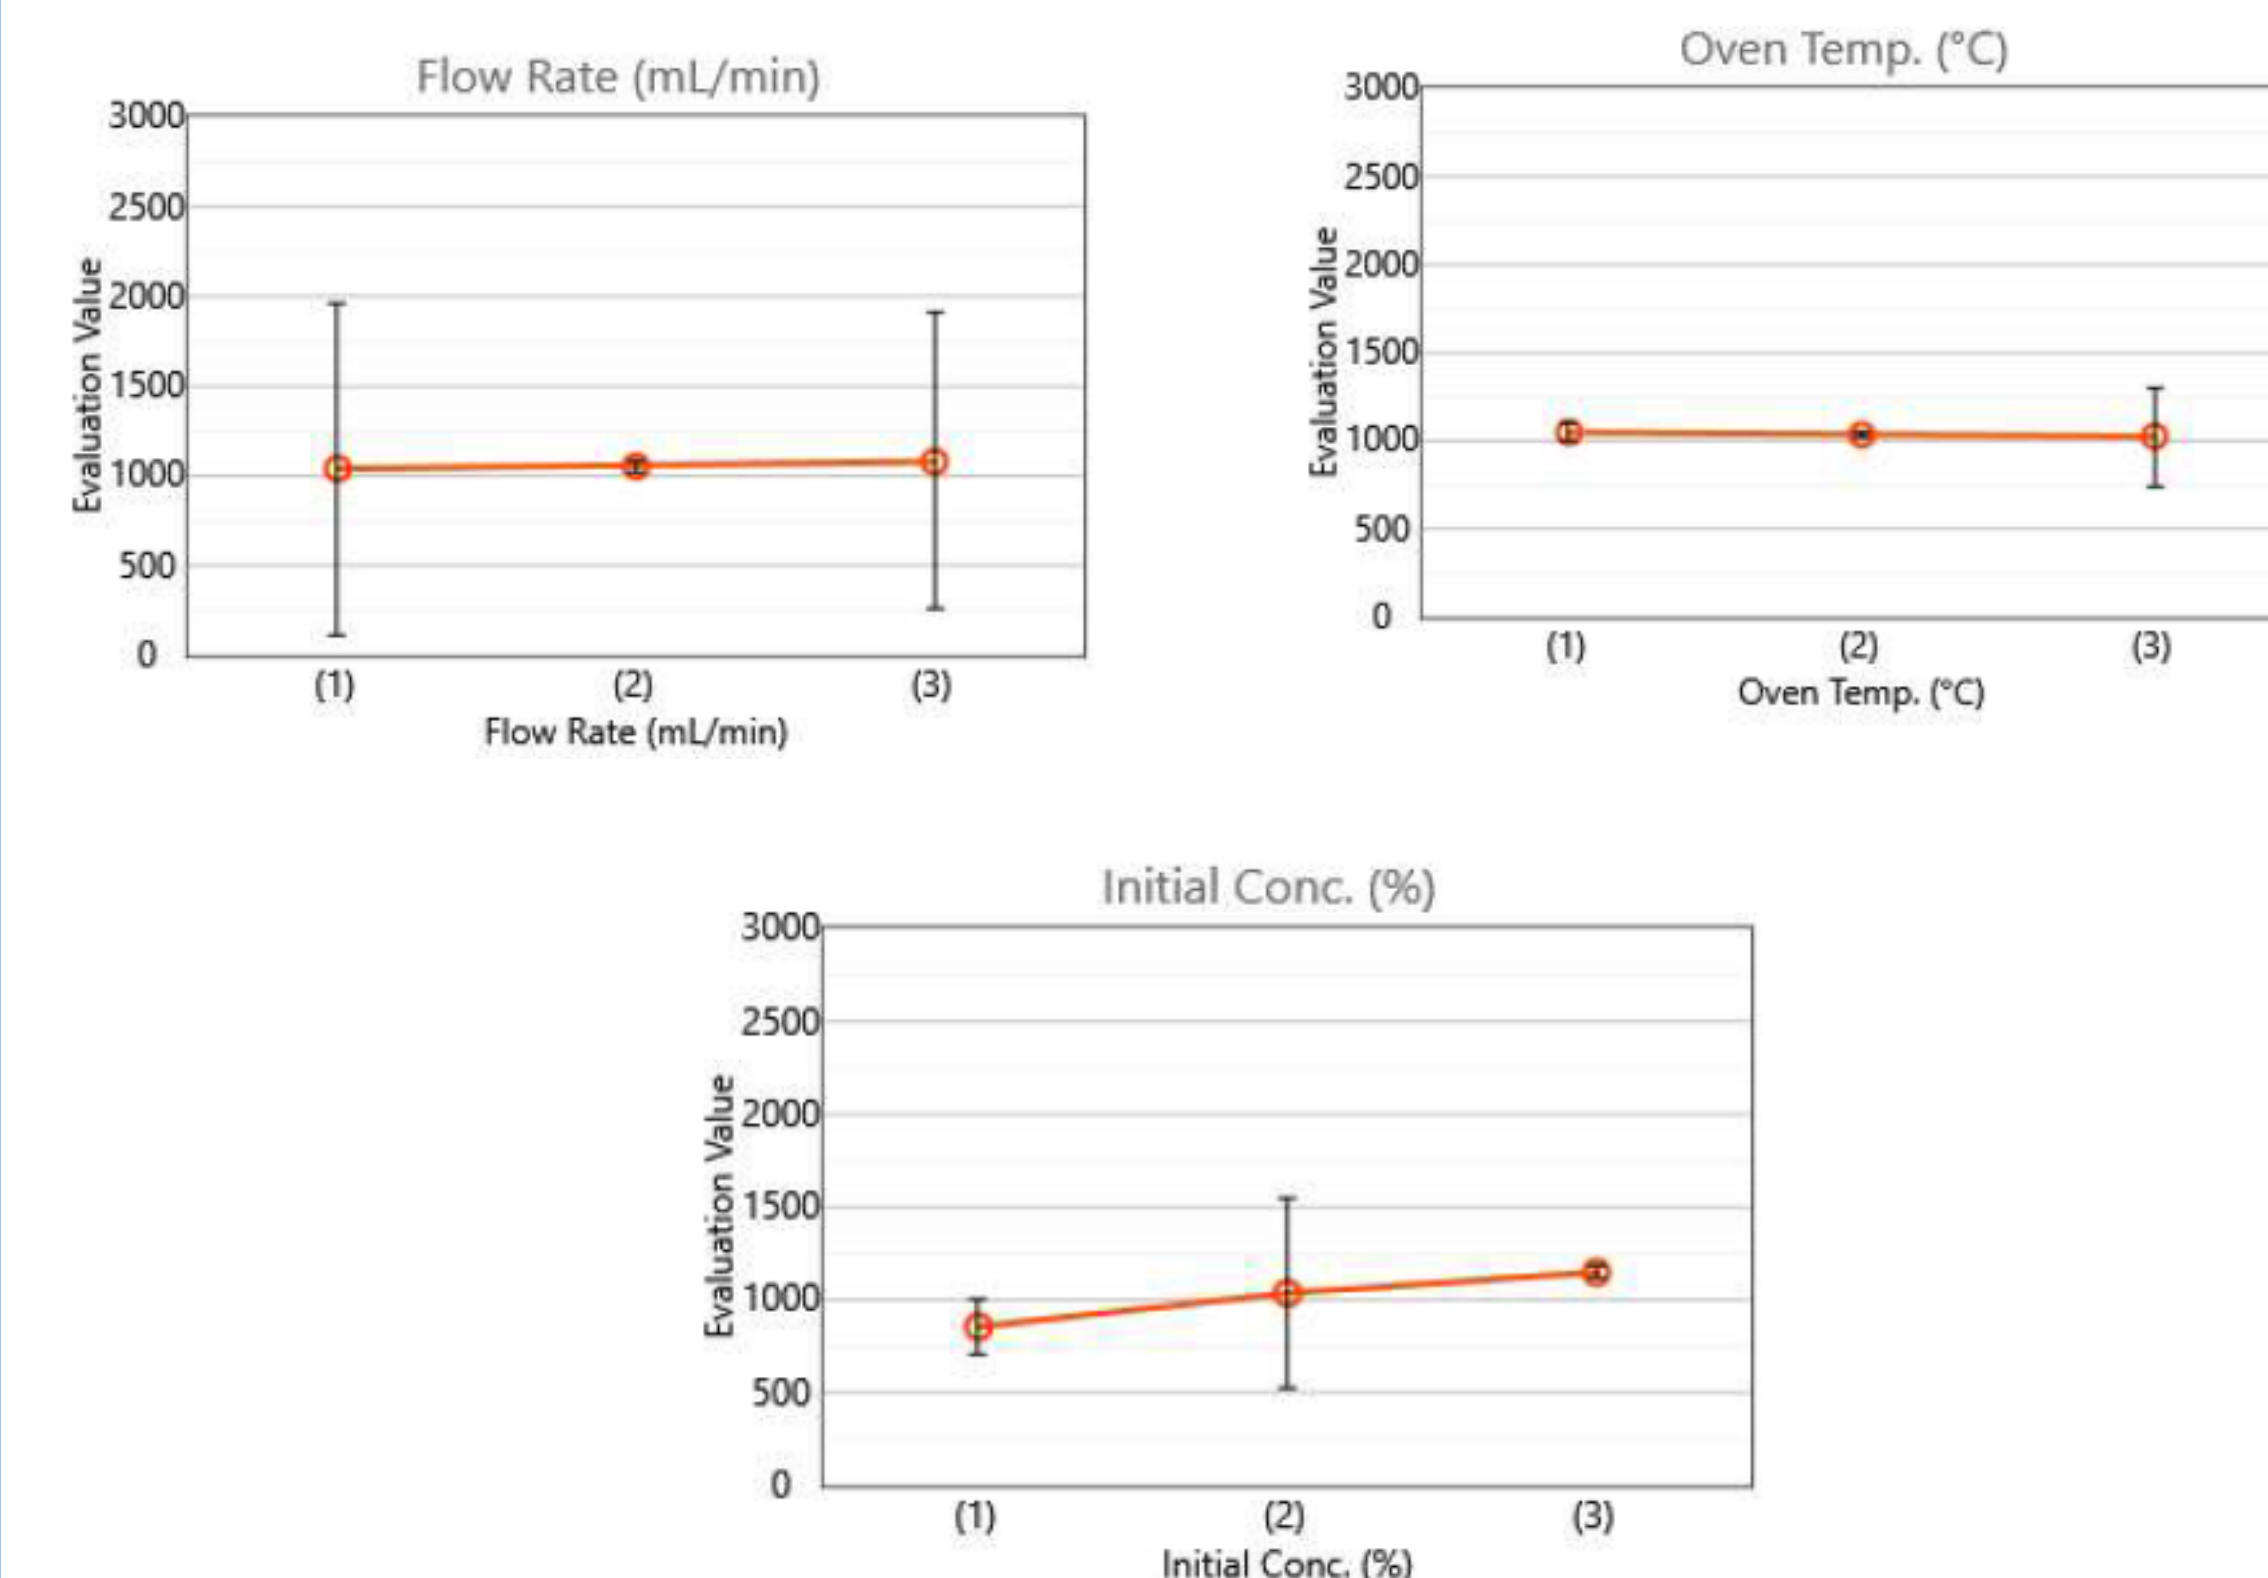 Flow Rate (mL/min)
3000
2500
2000
1500
1000
500
0
Evaluation Value
(1) (2) (3)
Flow Rate (mL/min)
Oven Temp. (°C)
3000
2500
2000
1500
1000
500
0
Evaluation Value
(1) (2) (3)
Oven Temp. (°C)
Initial Conc. (%)
3000
2500
2000
1500
1000
500
0
Evaluation Value
(1) (2) (3)
Initial Conc. (%)